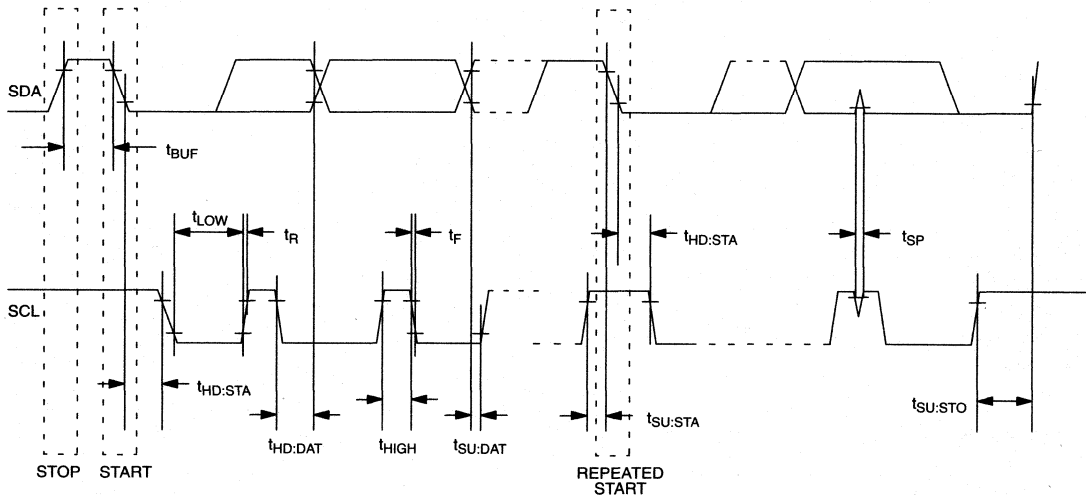 SDA
tBUF
tLOW
tR
tF
tHD:STA
tSP
SCL
tHD:STA
tHD:DAT
tHIGH
tSU:DAT
tSU:STA
tSU:STO
STOP
START
REPEATED
START